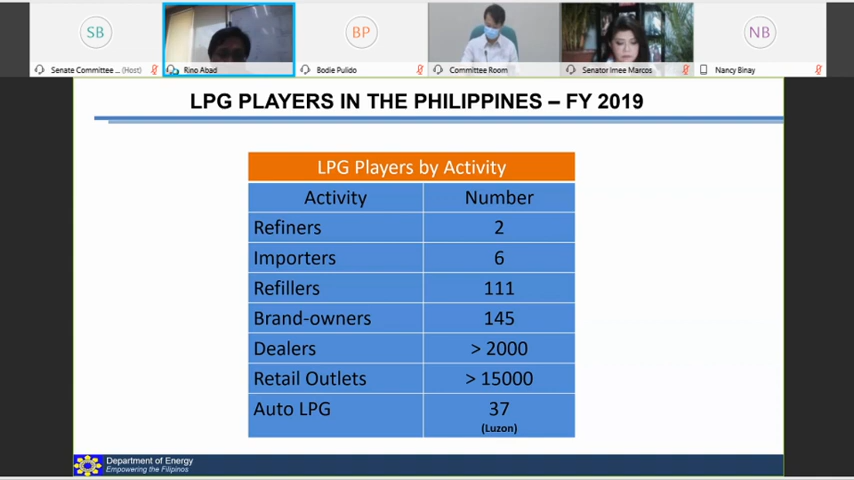 SB
BP
NB
Senate Committee ... (Host)
Rino Abad
Bodie Pulido
Committee Room
Senator Imee Marcos
Nancy Binay
LPG PLAYERS IN THE PHILIPPINES – FY 2019
LPG Players by Activity
Activity Number
Refiners 2
Importers 6
Refillers 111
Brand-owners 145
Dealers > 2000
Retail Outlets > 15000
Auto LPG 37
(Luzon)
Department of Energy
Empowering the Filipinos